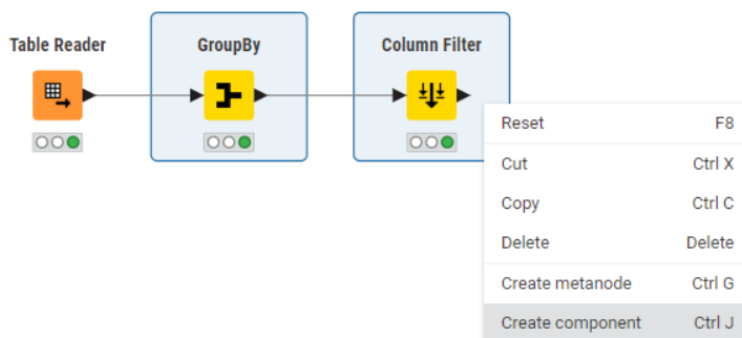 Table Reader
GroupBy
Column Filter
Reset F8
Cut Ctrl X
Copy Ctrl C
Delete Delete
Create metanode Ctrl G
Create component Ctrl J